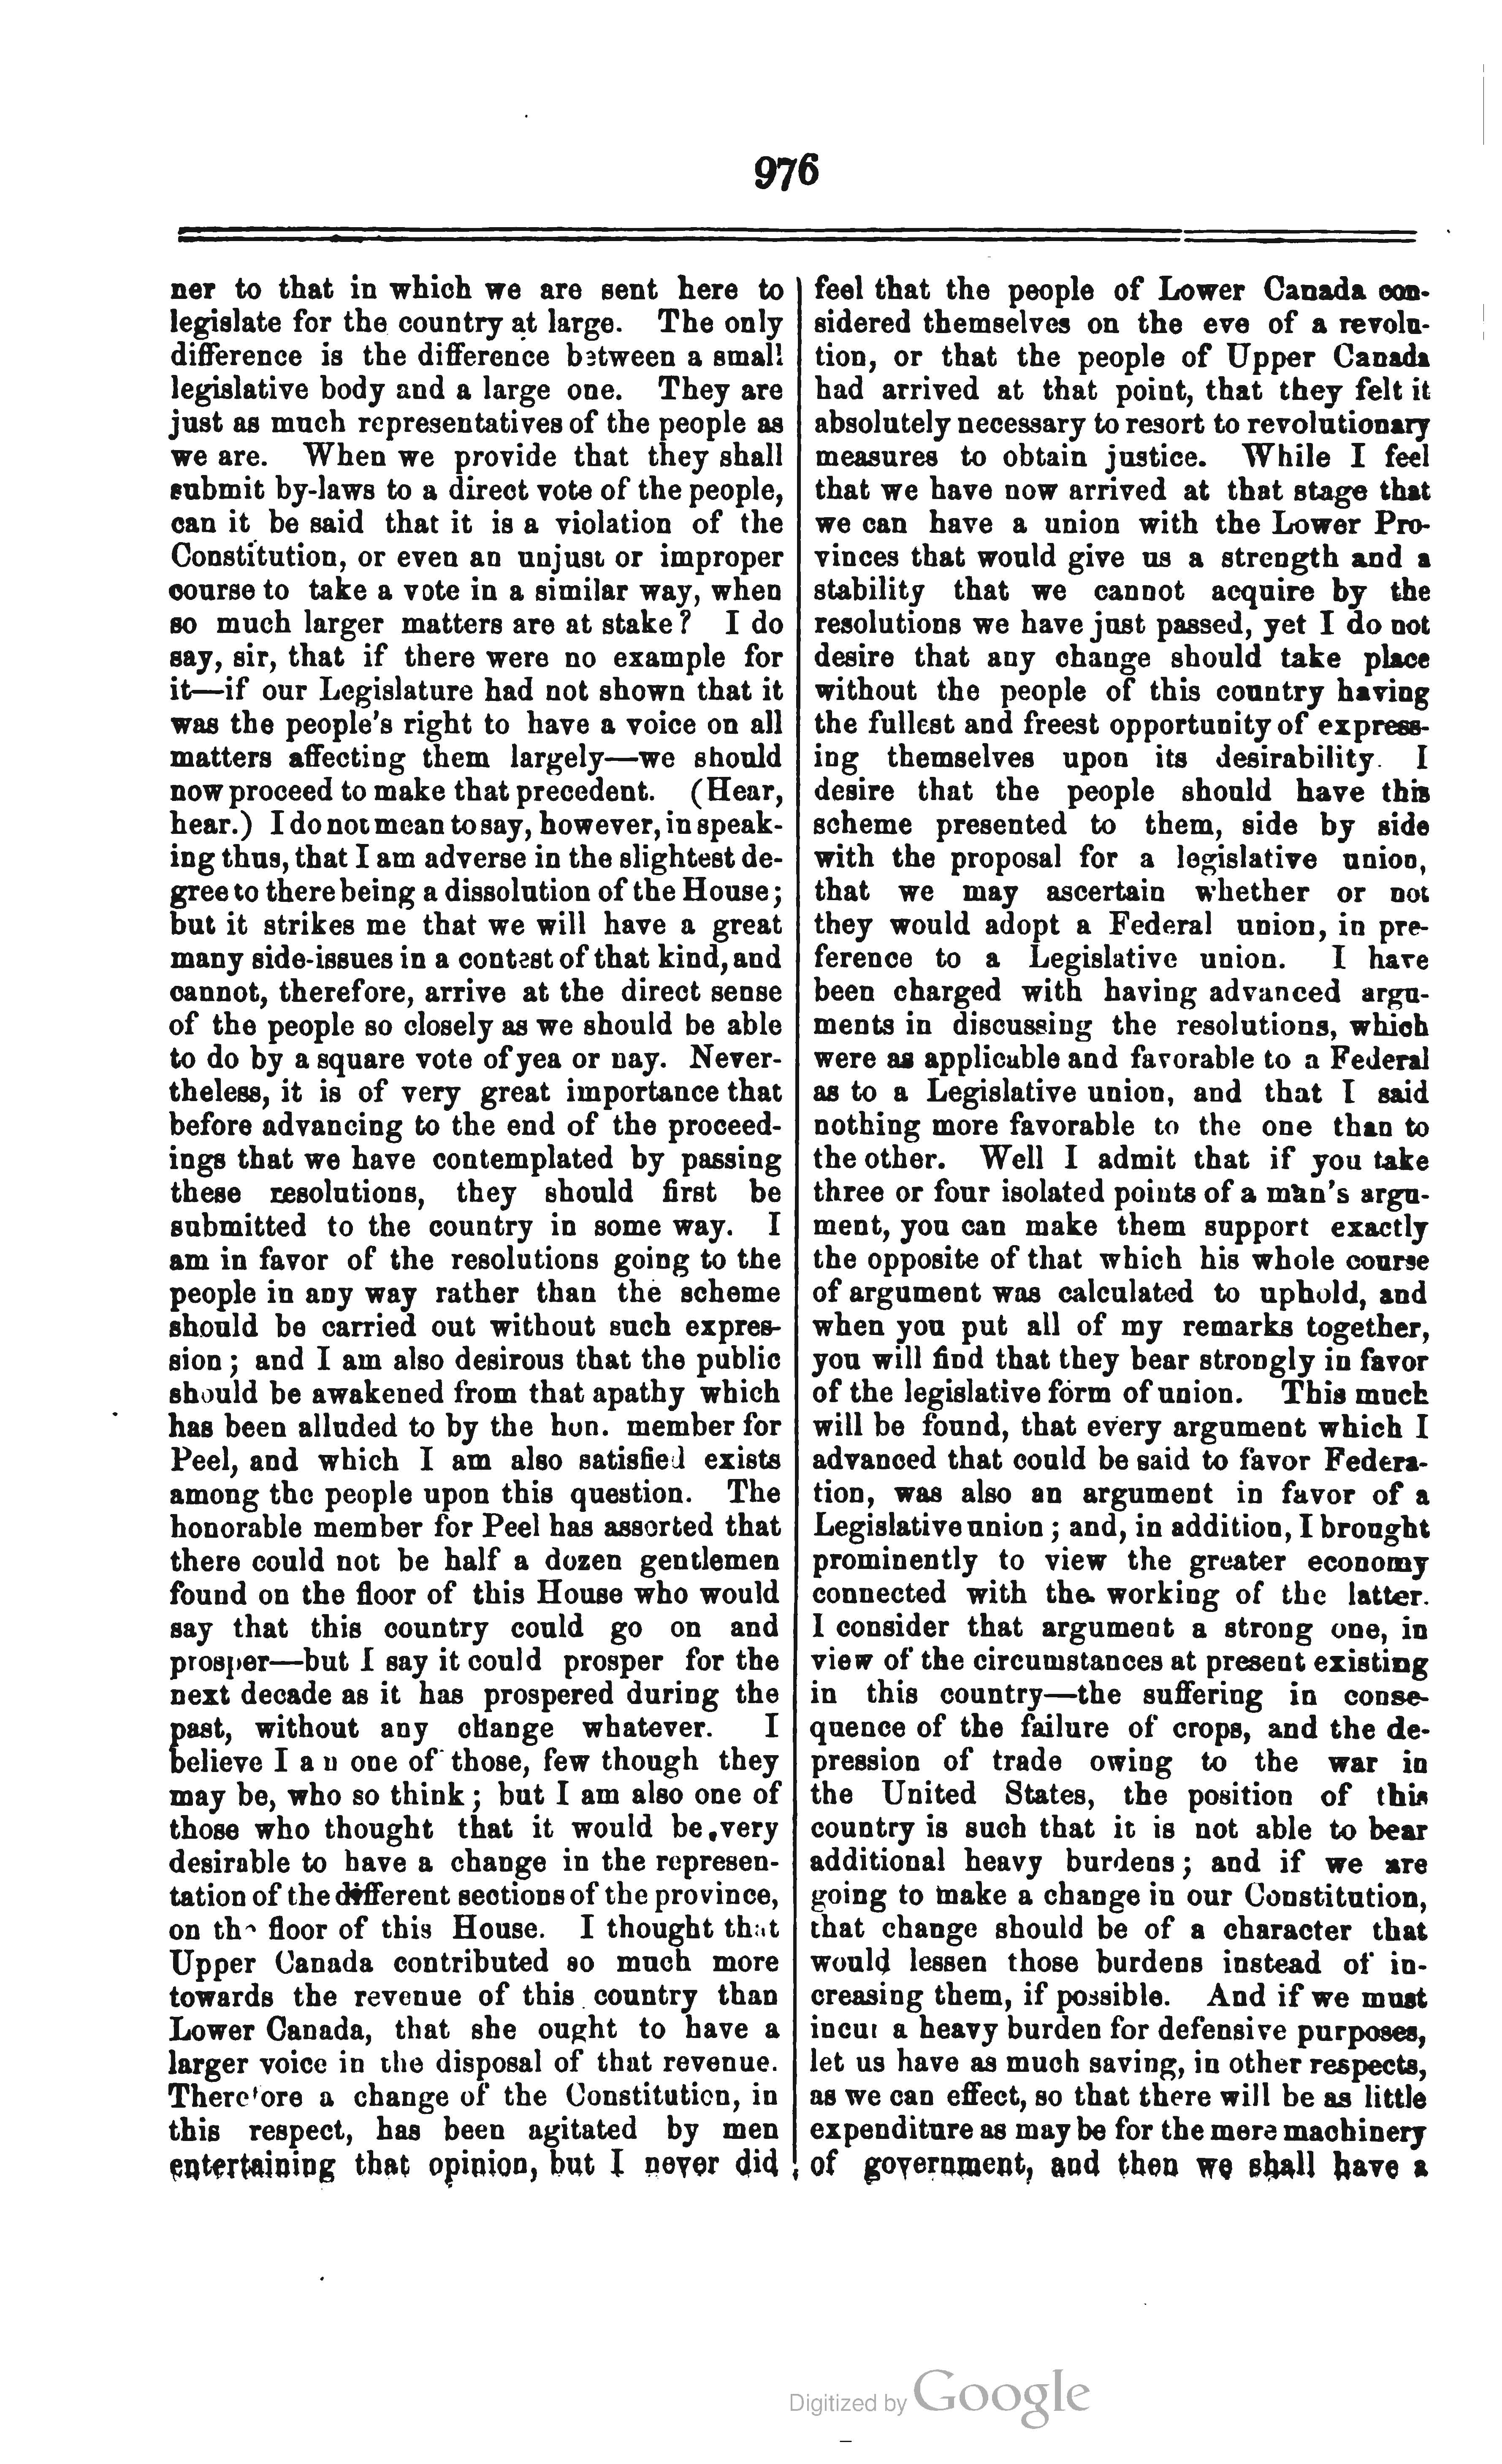 976
ner to that in which we are sent here to
legislate for the country at large. The only
difference is the difference between a small
legislative body and a large one. They are
just as much representatives of the people as
we are. When we provide that they shall
submit by-laws to a direct vote of the people,
can it be said that it is a violation of the
Constitution, or even an unjust or improper
course to take a vote in a similar way, when
so much larger matters are at stake? I do
say, sir, that if there were no example for
it—if our Legislature had not shown that it
was the people's right to have a voice on all
matters affecting them largely—we should
now proceed to make that precedent. (Hear,
hear.) I do not mean to say, however, in speak-
ing thus, that I am adverse in the slightest de-
gree to there being a dissolution of the House;
but it strikes me that we will have a great
many side-issues in a contest of that kind, and
cannot, therefore, arrive at the direct sense
of the people so closely as we should be able
to do by a square vote of yea or nay. Never-
theless, it is of very great importance that
before advancing to the end of the proceed-
ings that we have contemplated by passing
these resolutions, they should first be
submitted to the country in some way. I
am in favor of the resolutions going to the
people in any way rather than the scheme
should be carried out without such expres-
sion; and I am also desirous that the public
should be awakened from that apathy which
has been alluded to by the hon. member for
Peel, and which I am also satisfied exists
among the people upon this question. The
honorable member for Peel has asserted that
there could not be half a dozen gentlemen
found on the floor of this House who would
say that this country could go on and
prosper—but I say it could prosper for the
next decade as it has prospered during the
past, without any change whatever. I
believe I am one of those, few though they
may be, who so think; but I am also one of
those who thought that it would be very
desirable to have a change in the represen-
tation of the different sections of the province,
on the floor of this House. I thought that
Upper Canada contributed so much more
towards the revenue of this country than
Lower Canada, that she ought to have a
larger voice in the disposal of that revenue.
Therefore a change of the Constitution, in
this respect, has been agitated by men
entertaining that opinion, but I never did
feel that the people of Lower Canada con-
sidered themselves on the eve of a revolu-
tion, or that the people of Upper Canada
had arrived at that point, that they felt it
absolutely necessary to resort to revolutionary
measures to obtain justice. While I feel
that we have now arrived at that stage that
we can have a union with the Lower Pro-
vinces that would give us a strength and a
stability that we cannot acquire by the
resolutions we have just passed, yet I do not
desire that any change should take place
without the people of this country having
the fullest and freest opportunity of express-
ing themselves upon its desirability. I
desire that the people should have this
scheme presented to them, side by side
with the proposal for a legislative union,
that we may ascertain whether or not
they would adopt a Federal union, in pre-
ference to a Legislative union. I have
been charged with having advanced argu-
ments in discussing the resolutions, which
were as applicable and favorable to a Federal
as to a Legislative union, and that I said
nothing more favorable to the one than to
the other. Well I admit that if you take
three or four isolated points of a man's argu-
ment, you can make them support exactly
the opposite of that which his whole course
of argument was calculated to uphold, and
when you put all of my remarks together,
you will find that they bear strongly in favor
of the legislative form of union. This much
will be found, that every argument which I
advanced that could be said to favor Federa-
tion, was also an argument in favor of a
Legislative union; and, in addition, I brought
prominently to view the greater economy
connected with the working of the latter.
I consider that argument a strong one, in
view of the circumstances at present existing
in this country—the suffering in conse-
quence of the failure of crops, and the de-
pression of trade owing to the war in
the United States, the position of this
country is such that it is not able to bear
additional heavy burdens; and if we are
going to make a change in our Constitution,
that change should be of a character that
would lessen those burdens instead of in-
creasing them, if possible. And if we must
incur a heavy burden for defensive purposes,
let us have as much saving, in other respects,
as we can effect, so that there will be as little
expenditure as may be for the mere machinery
of government, and then we shall have a
Digitized by Google